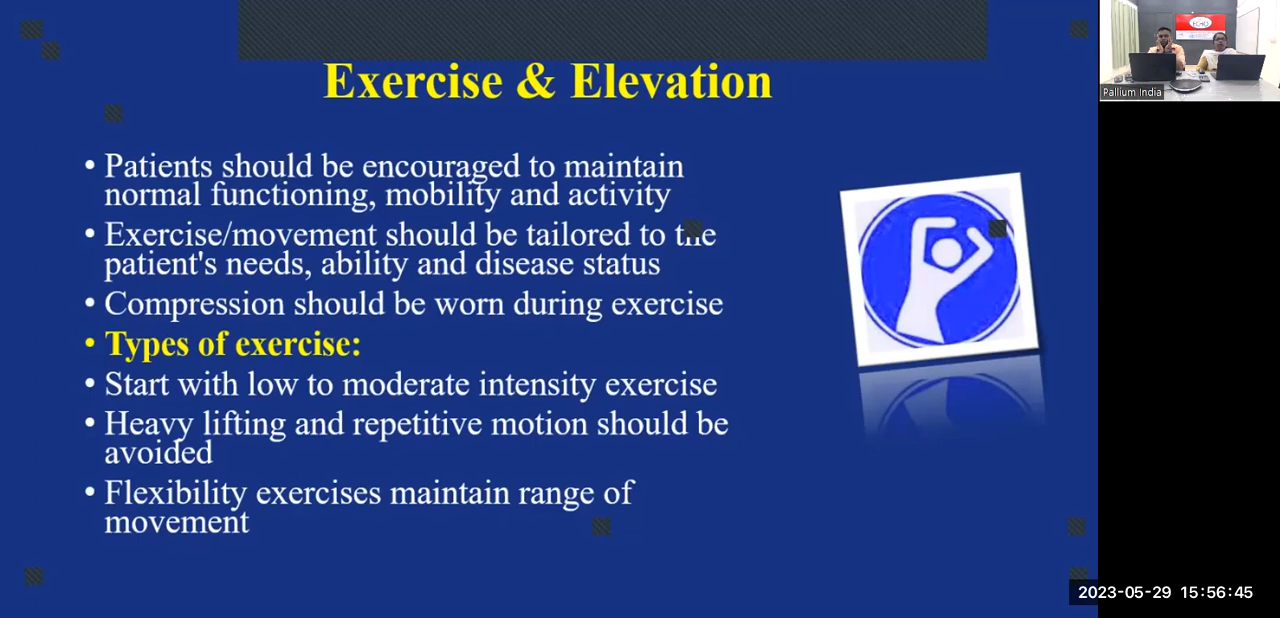 Exercise & Elevation
• Patients should be encouraged to maintain
normal functioning, mobility and activity
• Exercise/movement should be tailored to the
patient's needs, ability and disease status
• Compression should be worn during exercise
• Types of exercise:
• Start with low to moderate intensity exercise
• Heavy lifting and repetitive motion should be
avoided
• Flexibility exercises maintain range of
movement
Pallium India
2023-05-29 15:56:45